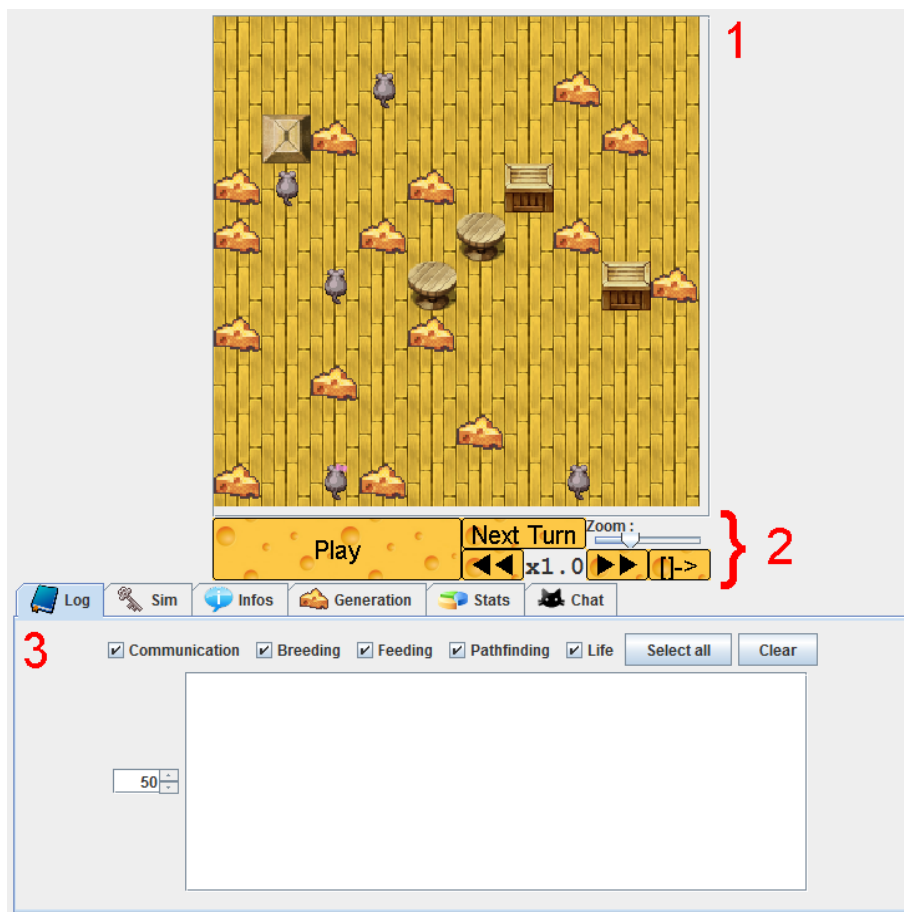 1
Play
Next Turn
Zoom :
◀◀ x1.0 ▶▶ []->
} 2
Log Sim Infos Generation Stats Chat
3
Communication Breeding Feeding Pathfinding Life Select all Clear
50